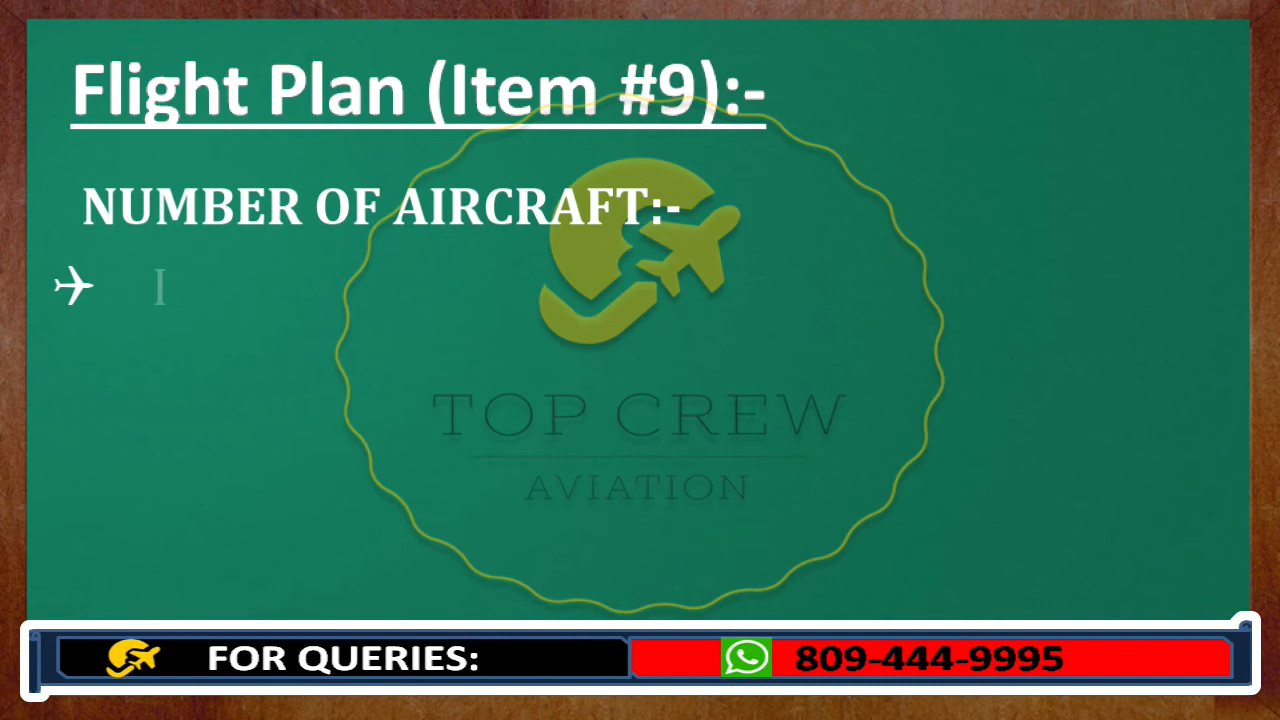 Flight Plan (Item #9):-
NUMBER OF AIRCRAFT:-
I
TOP CREW
AVIATION
FOR QUERIES:
809-444-9995